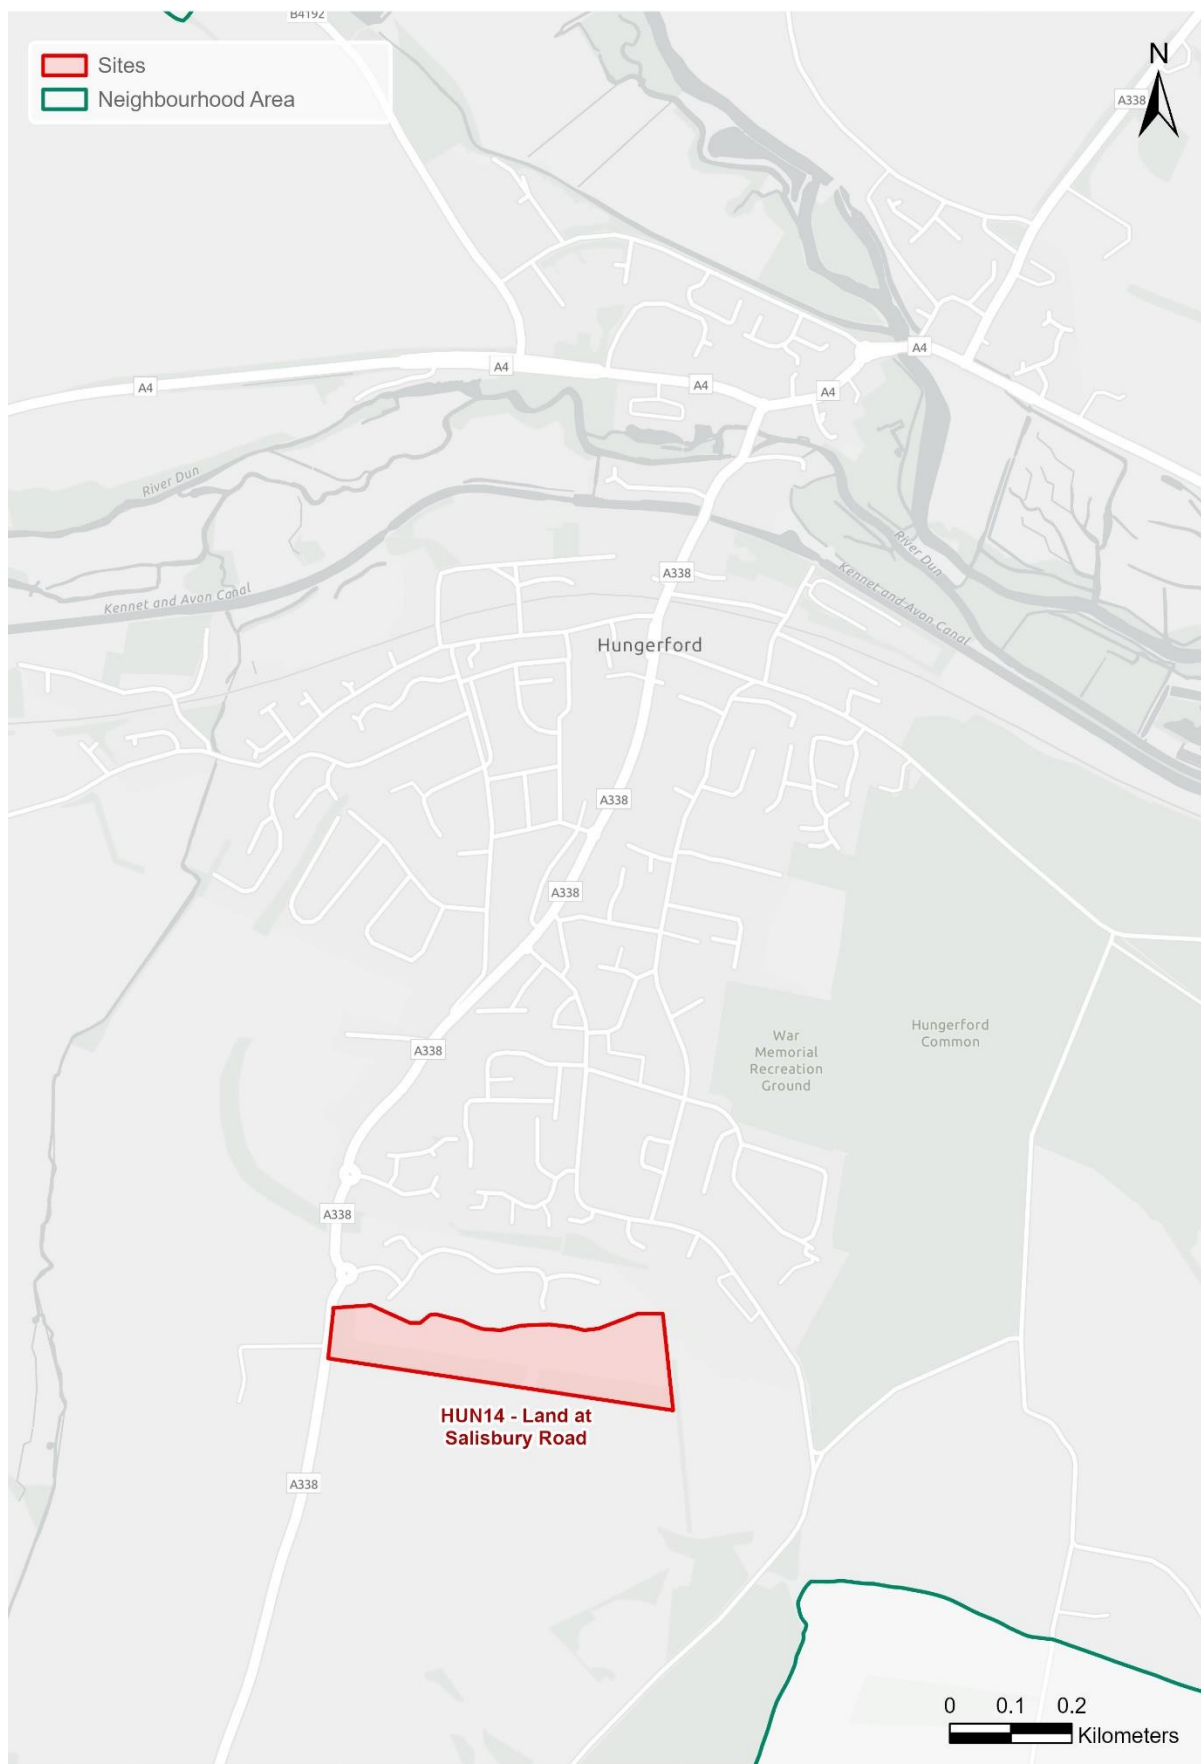 B4192
Sites
Neighbourhood Area
N
A338
A4
A4
A4
A4
A4
River Dun
River Dun
Kennet and Avon Canal
Kennet and Avon Canal
A338
Hungerford
A338
A338
War
Memorial
Recreation
Ground
Hungerford
Common
A338
A338
HUN14 - Land at
Salisbury Road
A338
0 0.1 0.2
Kilometers